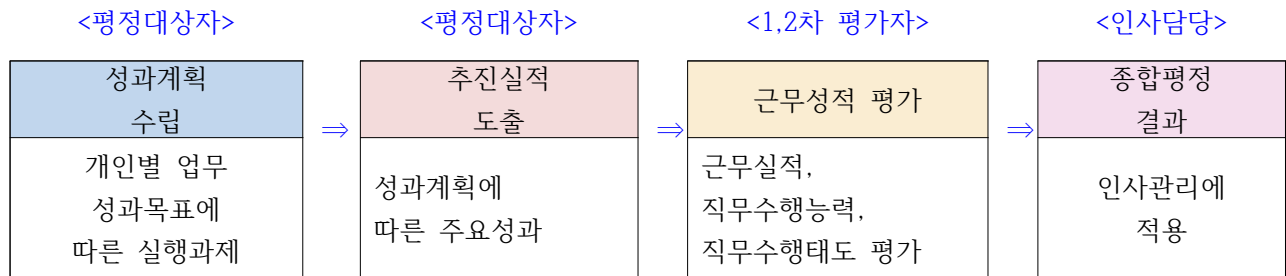 <평정대상자>
<평정대상자>
<1,2차 평가자>
<인사담당>
성과계획
수립
추진실적
도출
근무성적 평가
종합평정
결과
⇒
⇒
⇒
개인별 업무
성과목표에
따른 실행과제
성과계획에
따른 주요성과
근무실적,
직무수행능력,
직무수행태도 평가
인사관리에
적용